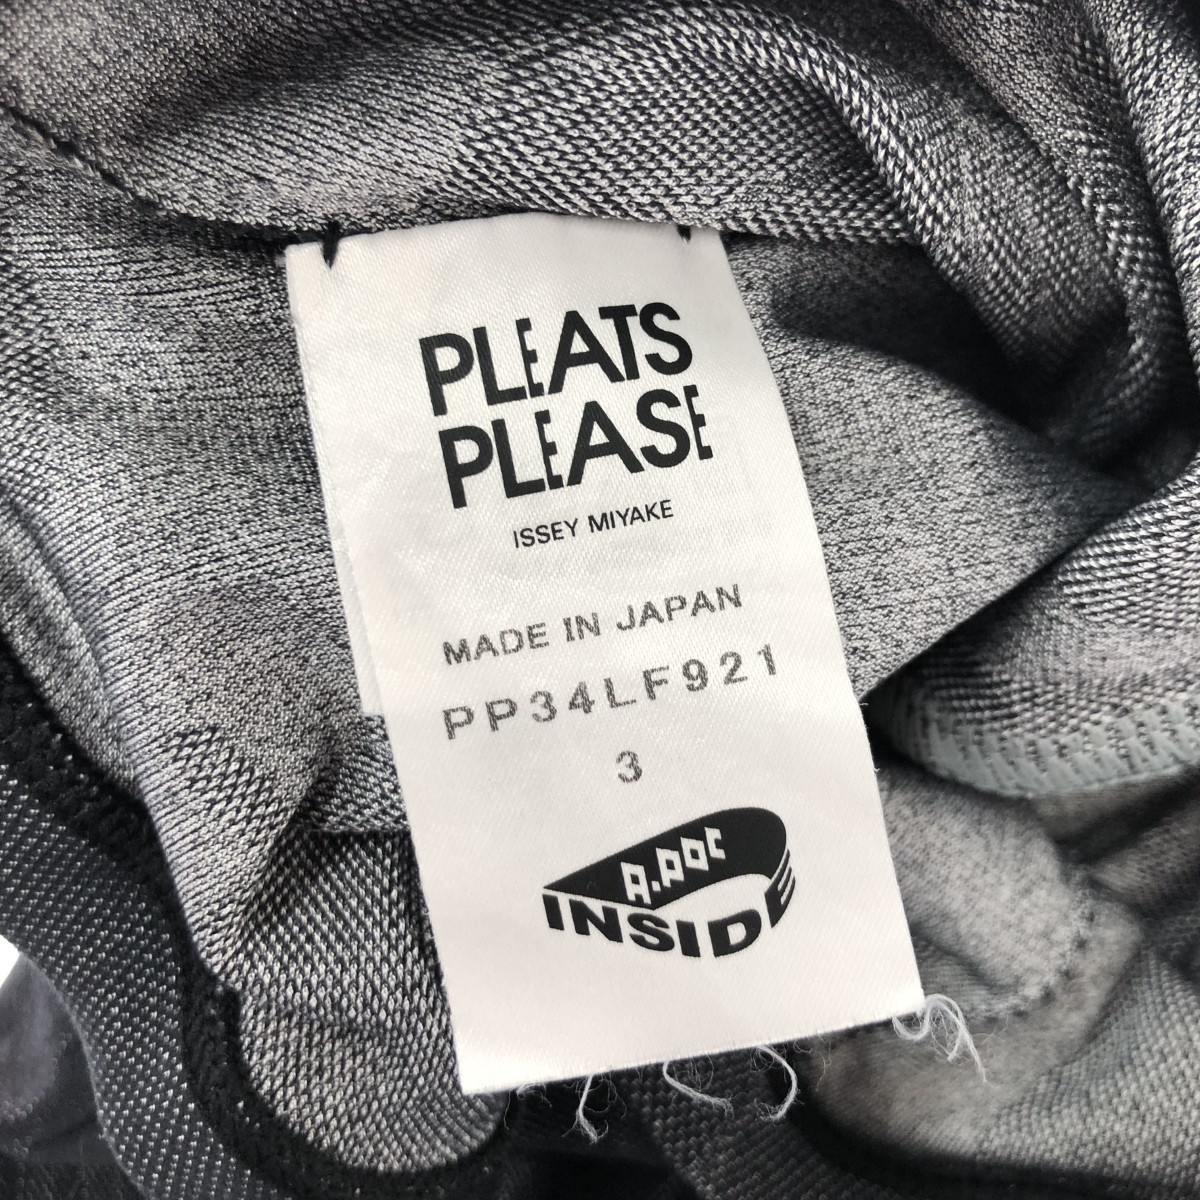 PLEATS
PLEASE
ISSEY MIYAKE
MADE IN JAPAN
PP34LF921
3
A.POC
INSIDE